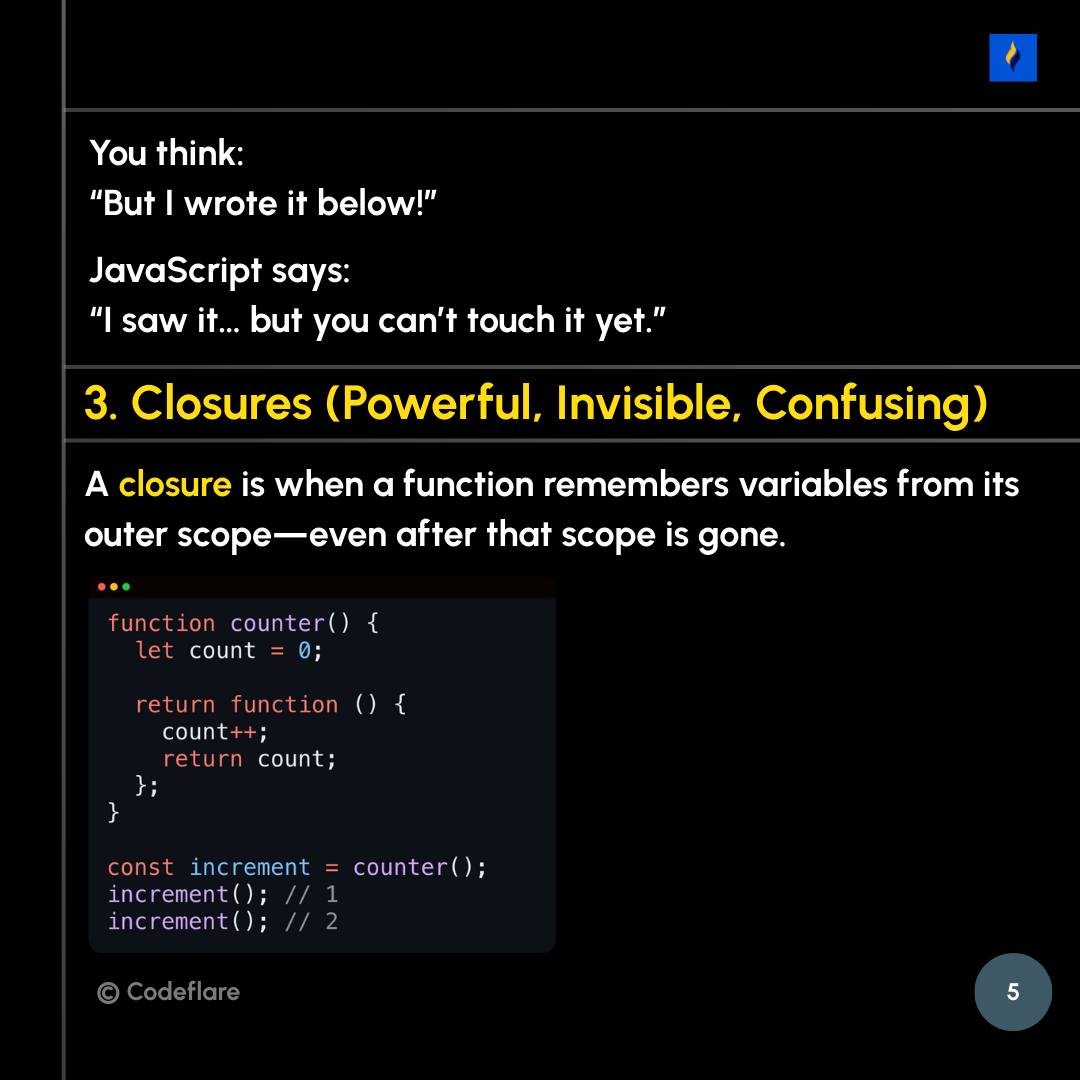 You think:
“But I wrote it below!”
JavaScript says:
“I saw it... but you can’t touch it yet.”
3. Closures (Powerful, Invisible, Confusing)
A closure is when a function remembers variables from its
outer scope—even after that scope is gone.
function counter() {
  let count = 0;
  return function () {
    count++;
    return count;
  };
}
const increment = counter();
increment(); // 1
increment(); // 2
© Codeflare
5